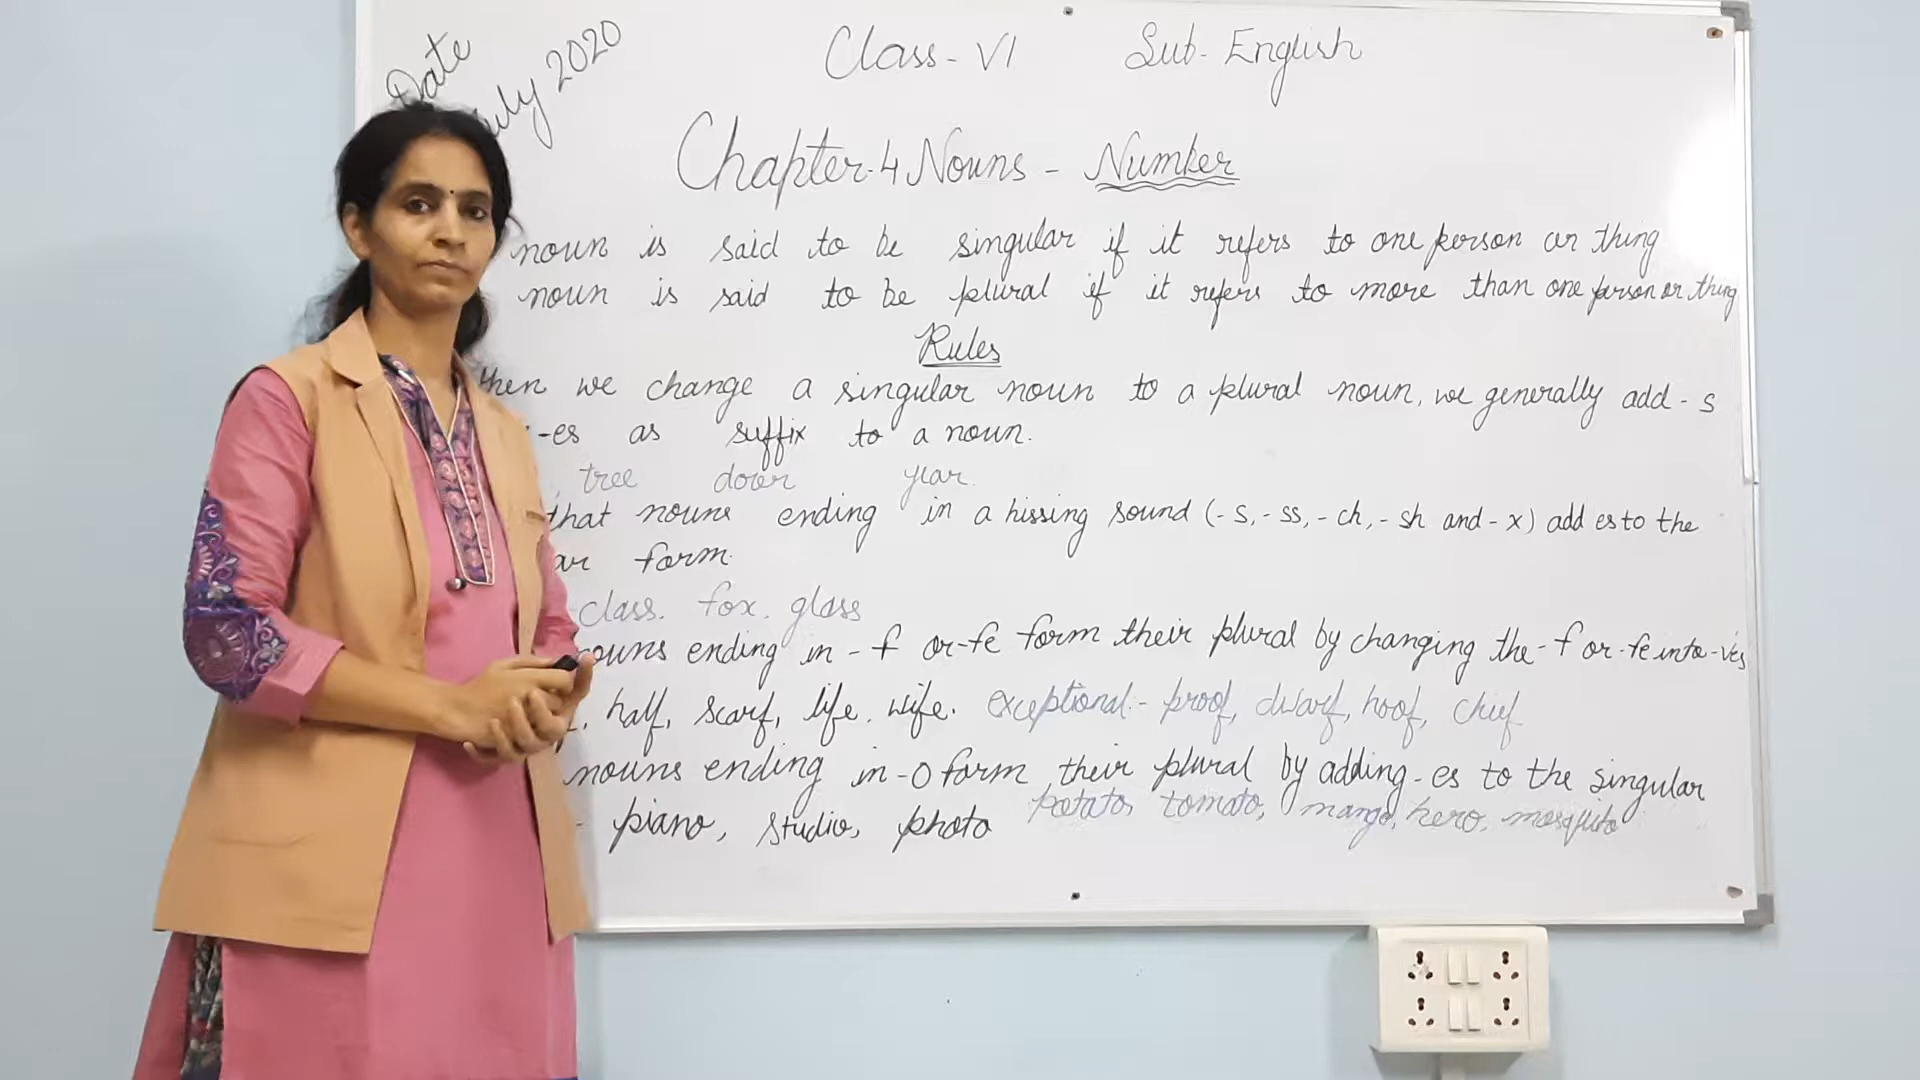 Date
July 2020
Class - VI Sub - English
Chapter-4 Nouns - Number
noun is said to be singular if it refers to one person or thing
noun is said to be plural if it refers to more than one person or thing
Rules
when we change a singular noun to a plural noun, we generally add - s
-es as suffix to a noun.
tree door year
that nouns ending in a hissing sound (-s, -ss, -ch, -sh and -x) add es to the
form.
class. fox. glass
nouns ending in -f or -fe form their plural by changing the -f or -fe into -ves
half, scarf, life, wife. exceptional - proof, dwarf, hoof, chief
nouns ending in -O form their plural by adding -es to the singular
- piano, studio, photo potato, tomato, mango, hero, mosquito